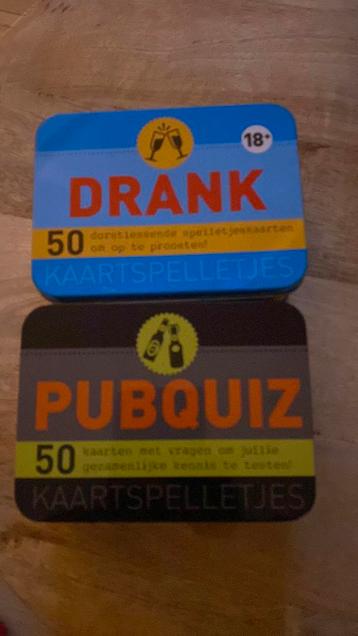 18+
DRANK
50 dorstlessende spelletjeskaarten
om op te proosten!
KAARTSPELLETJES
PUBQUIZ
50 kaarten met vragen om jullie
gezamenlijke kennis te testen!
KAARTSPELLETJES